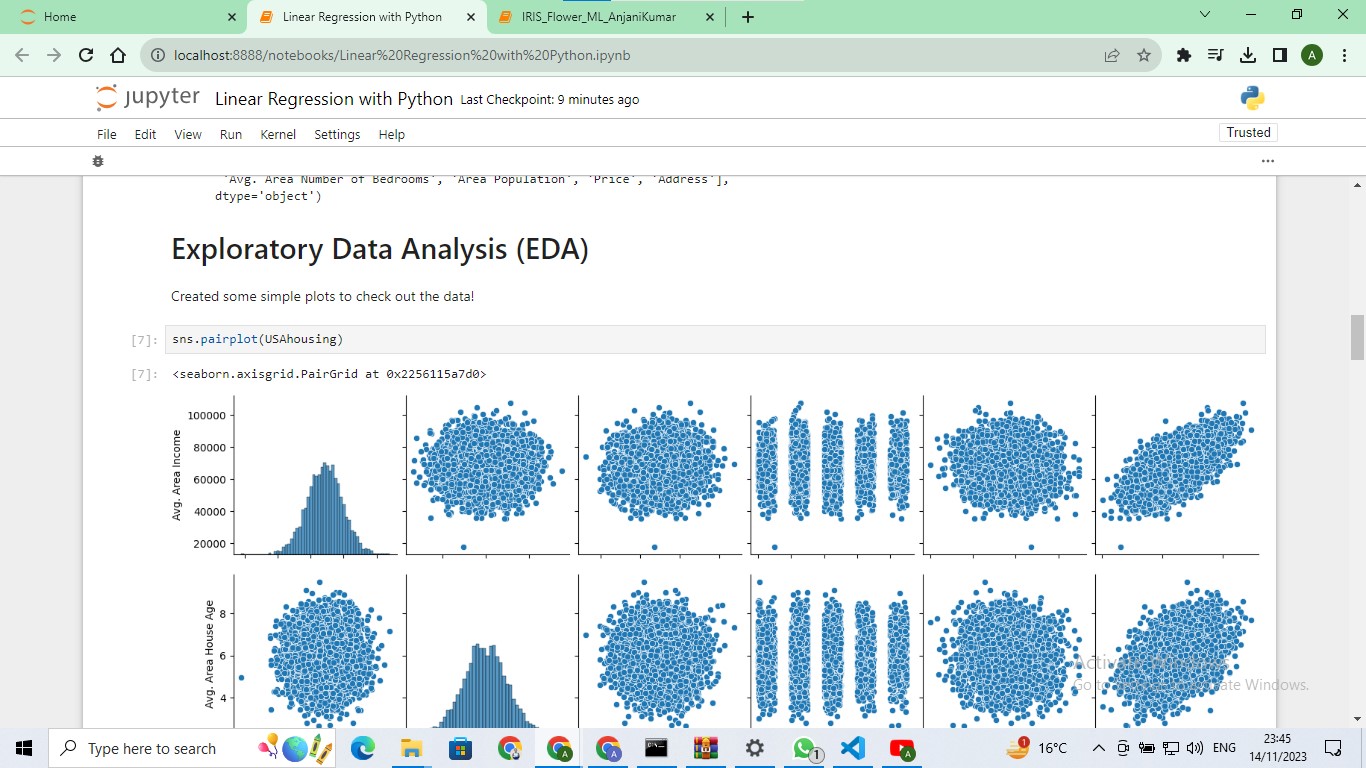 Home
Linear Regression with Python
IRIS_Flower_ML_AnjaniKumar
localhost:8888/notebooks/Linear%20Regression%20with%20Python.ipynb
A
jupyter Linear Regression with Python Last Checkpoint: 9 minutes ago
File Edit View Run Kernel Settings Help
Trusted
'Avg. Area Number of Bedrooms', 'Area Population', 'Price', 'Address'],
dtype='object')
Exploratory Data Analysis (EDA)
Created some simple plots to check out the data!
[7]: sns.pairplot(USAhousing)
[7]: <seaborn.axisgrid.PairGrid at 0x2256115a7d0>
Avg. Area Income
100000
80000
60000
40000
20000
Avg. Area House Age
8
6
4
Activate Windows
Go to Settings to activate Windows.
Type here to search
A
A
1
A
1
16°C
ENG
23:45
14/11/2023